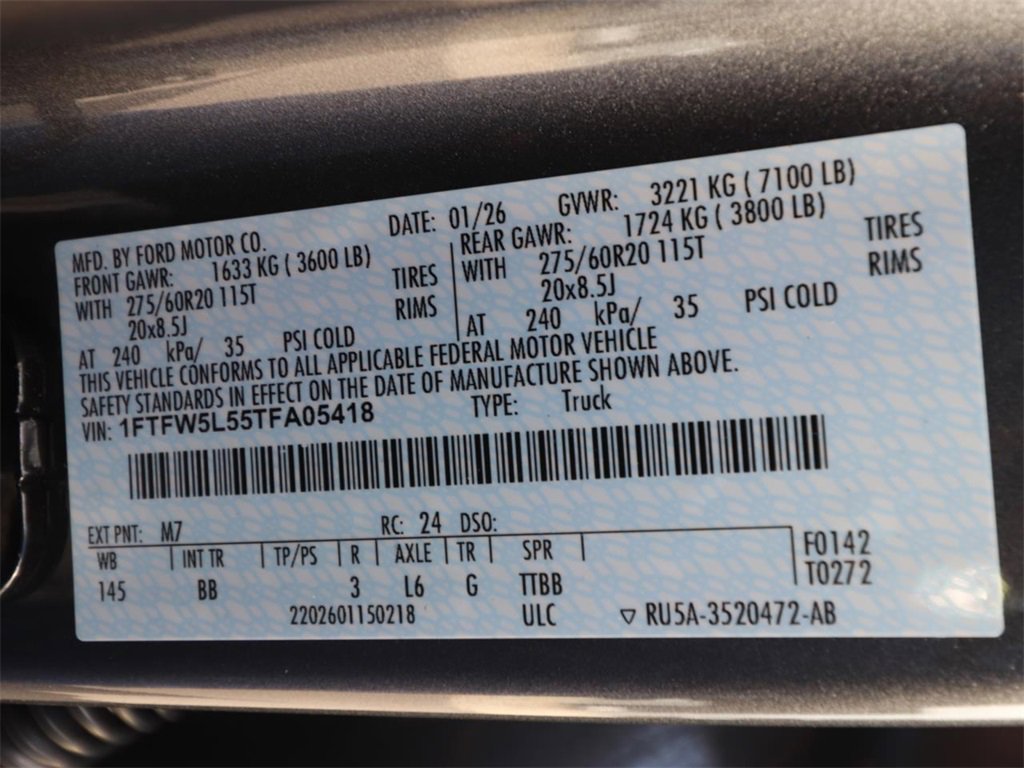 MFD. BY FORD MOTOR CO. DATE: 01/26 GVWR: 3221 KG ( 7100 LB)
FRONT GAWR: 1633 KG ( 3600 LB) REAR GAWR: 1724 KG ( 3800 LB)
WITH 275/60R20 115T TIRES WITH 275/60R20 115T TIRES
20x8.5J RIMS 20x8.5J RIMS
AT 240 kPa/ 35 PSI COLD AT 240 kPa/ 35 PSI COLD
THIS VEHICLE CONFORMS TO ALL APPLICABLE FEDERAL MOTOR VEHICLE
SAFETY STANDARDS IN EFFECT ON THE DATE OF MANUFACTURE SHOWN ABOVE.
VIN: 1FTFW5L55TFA05418 TYPE: Truck
EXT PNT: M7 RC: 24 DSO:
WB INT TR TP/PS R AXLE TR SPR F0142
145 BB 3 L6 G TTBB T0272
2202601150218 ULC ▽ RU5A-3520472-AB